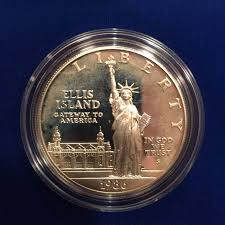 LIBERTY
ELLIS
ISLAND
GATEWAY TO
AMERICA
IN GOD
WE
TRUST
S
1986